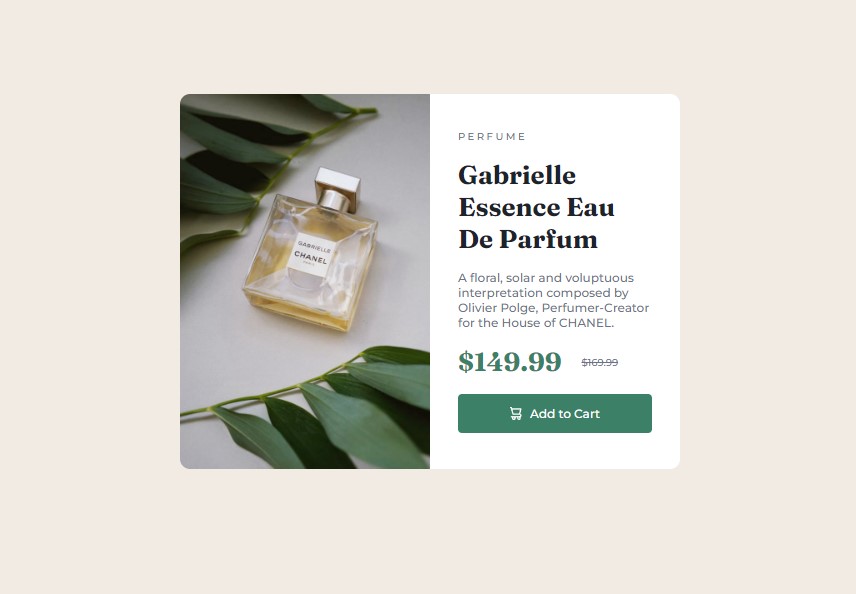 GABRIELLE
CHANEL
PERFUME
Gabrielle
Essence Eau
De Parfum
A floral, solar and voluptuous
interpretation composed by
Olivier Polge, Perfumer-Creator
for the House of CHANEL.
$149.99 $169.99
Add to Cart